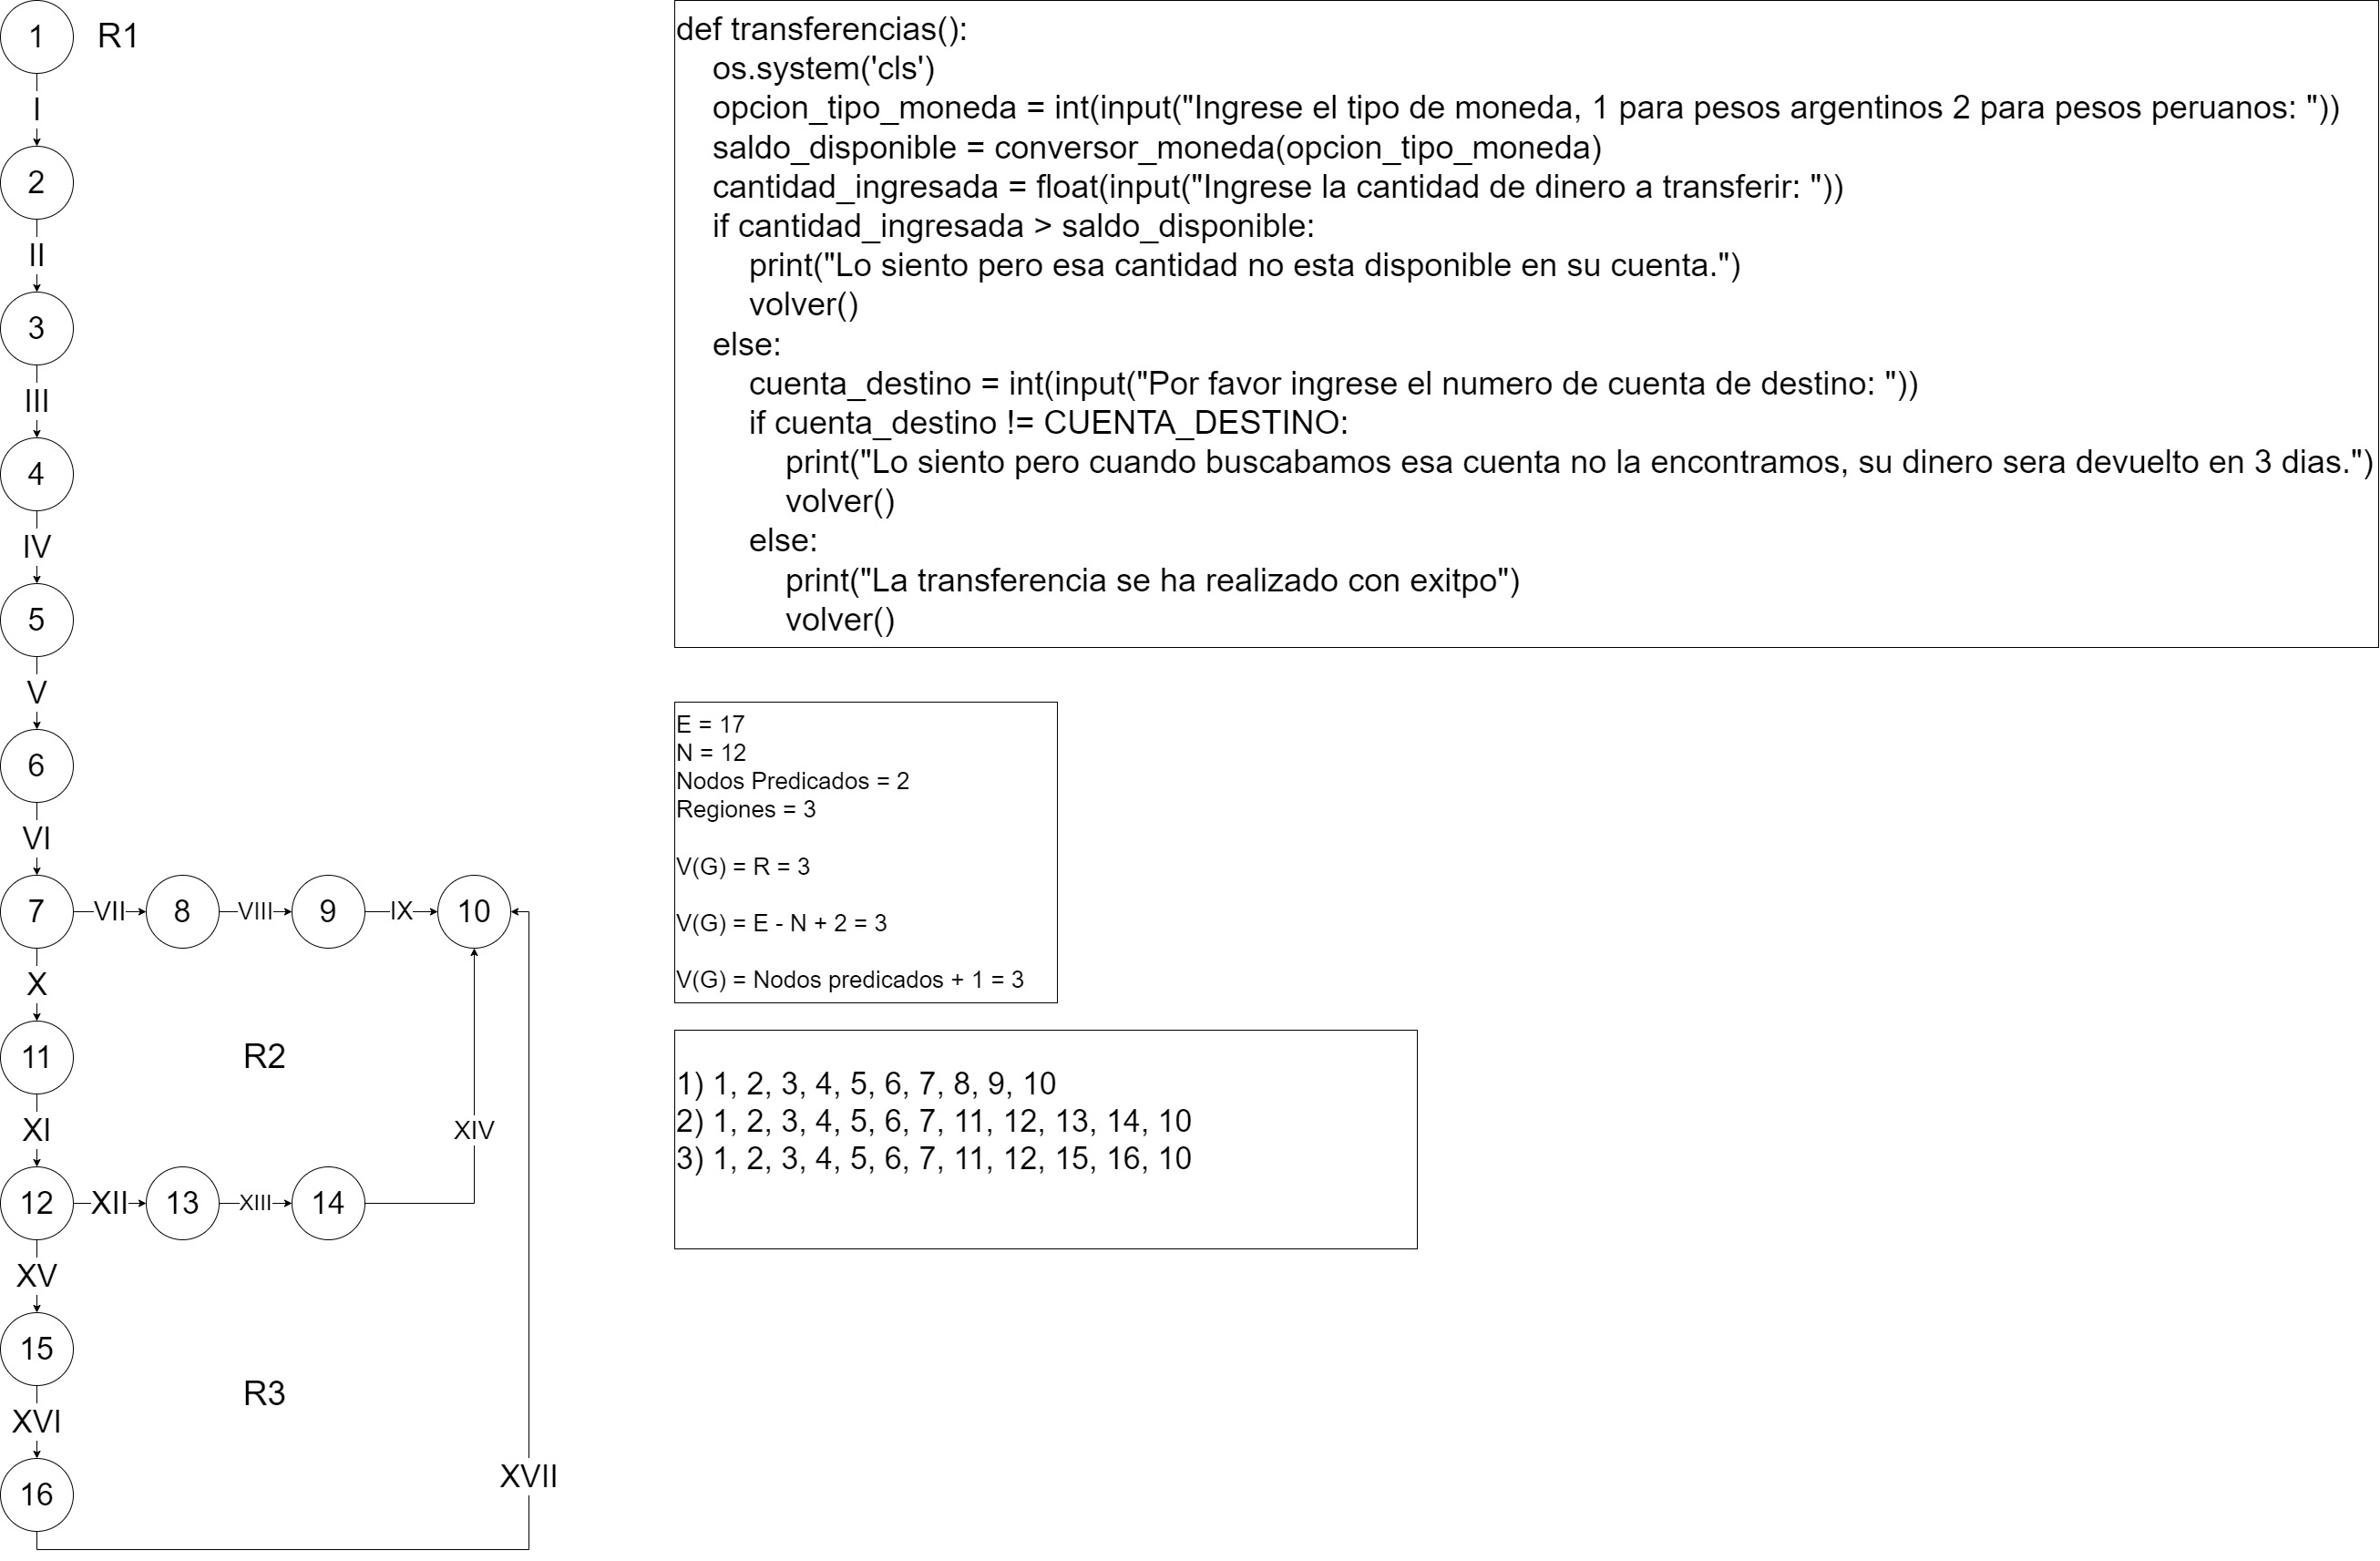 1 R1
I
2
II
3
III
4
IV
5
V
6
VI
7 VII 8 VIII 9 IX 10
X
11
R2
XI
XIV
12 XII 13 XIII 14
XV
15
R3
XVI
XVII
16
def transferencias():
os.system('cls')
opcion_tipo_moneda = int(input("Ingrese el tipo de moneda, 1 para pesos argentinos 2 para pesos peruanos: "))
saldo_disponible = conversor_moneda(opcion_tipo_moneda)
cantidad_ingresada = float(input("Ingrese la cantidad de dinero a transferir: "))
if cantidad_ingresada > saldo_disponible:
print("Lo siento pero esa cantidad no esta disponible en su cuenta.")
volver()
else:
cuenta_destino = int(input("Por favor ingrese el numero de cuenta de destino: "))
if cuenta_destino != CUENTA_DESTINO:
print("Lo siento pero cuando buscabamos esa cuenta no la encontramos, su dinero sera devuelto en 3 dias.")
volver()
else:
print("La transferencia se ha realizado con exitpo")
volver()
E = 17
N = 12
Nodos Predicados = 2
Regiones = 3
V(G) = R = 3
V(G) = E - N + 2 = 3
V(G) = Nodos predicados + 1 = 3
1) 1, 2, 3, 4, 5, 6, 7, 8, 9, 10
2) 1, 2, 3, 4, 5, 6, 7, 11, 12, 13, 14, 10
3) 1, 2, 3, 4, 5, 6, 7, 11, 12, 15, 16, 10